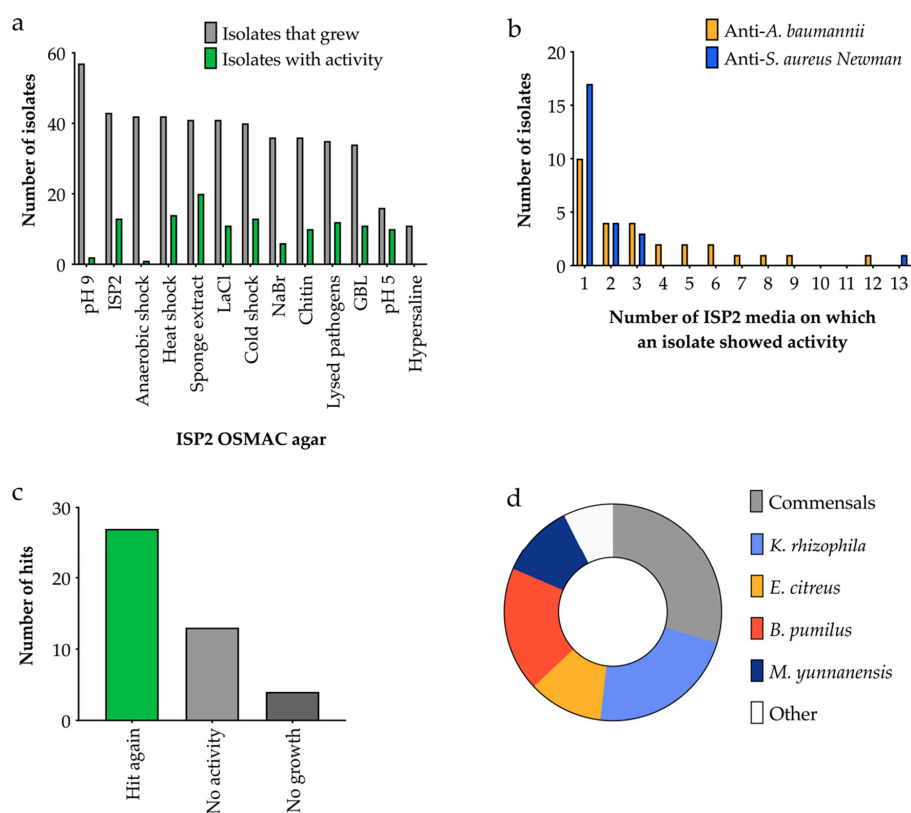 a
Isolates that grew
Isolates with activity
Number of isolates
60
40
20
0
pH 9
ISP2
Anaerobic shock
Heat shock
Sponge extract
LaCl
Cold shock
NaBr
Chitin
Lysed pathogens
GBL
pH 5
Hypersaline
ISP2 OSMAC agar
b
Anti-A. baumannii
Anti-S. aureus Newman
Number of isolates
20
15
10
5
0
1 2 3 4 5 6 7 8 9 10 11 12 13
Number of ISP2 media on which
an isolate showed activity
c
Number of hits
30
20
10
0
Hit again
No activity
No growth
d
Commensals
K. rhizophila
E. citreus
B. pumilus
M. yunnanensis
Other